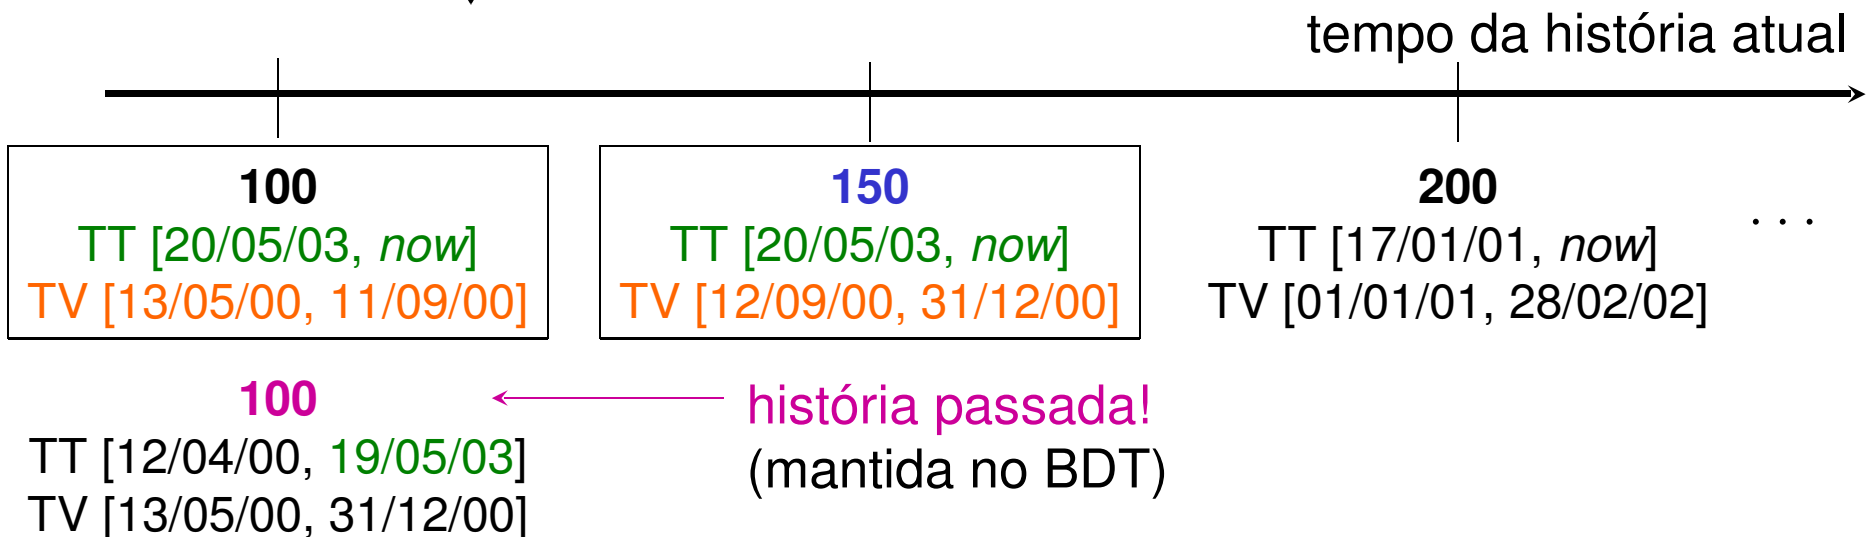 tempo da história atual
100
TT [20/05/03, now]
TV [13/05/00, 11/09/00]
150
TT [20/05/03, now]
TV [12/09/00, 31/12/00]
200
TT [17/01/01, now]
TV [01/01/01, 28/02/02]
. . .
100
TT [12/04/00, 19/05/03]
TV [13/05/00, 31/12/00]
história passada!
(mantida no BDT)